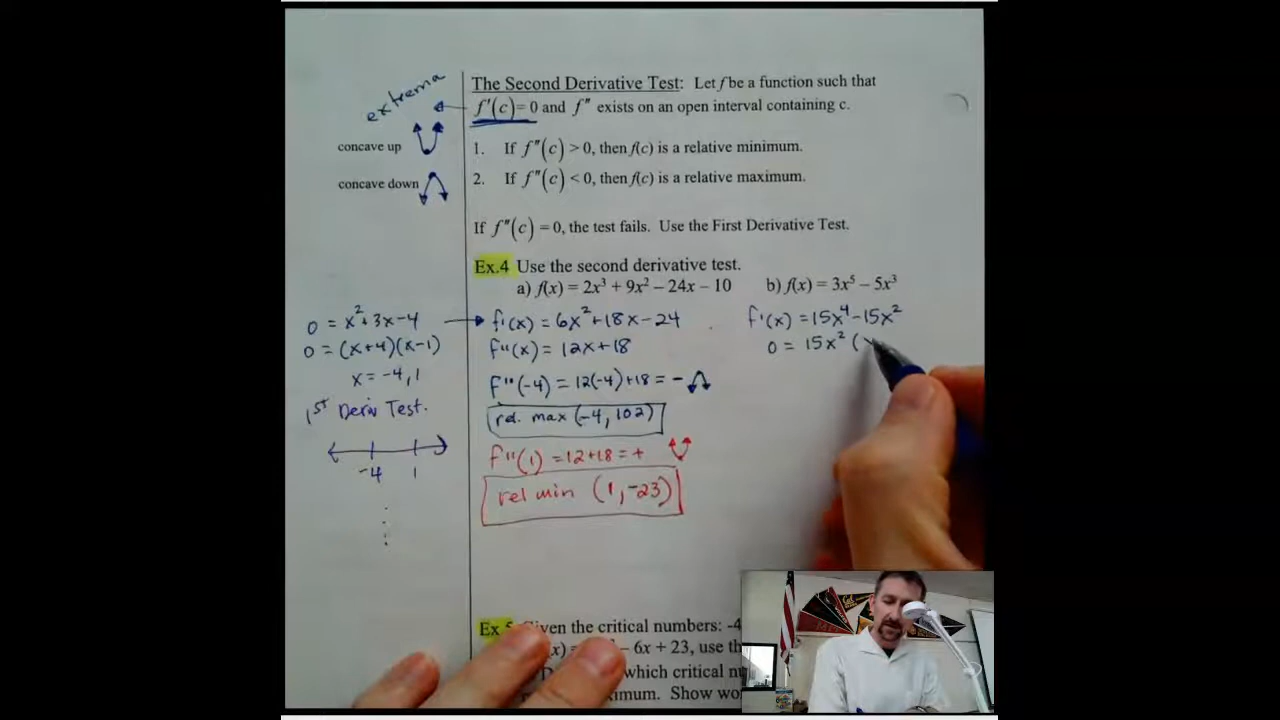 The Second Derivative Test: Let f be a function such that
f'(c) = 0 and f'' exists on an open interval containing c.
extrema
concave up
1. If f''(c) > 0, then f(c) is a relative minimum.
concave down
2. If f''(c) < 0, then f(c) is a relative maximum.
If f''(c) = 0, the test fails. Use the First Derivative Test.
Ex.4 Use the second derivative test.
a) f(x) = 2x³ + 9x² – 24x – 10
b) f(x) = 3x⁵ – 5x³
0 = x²+3x-4
0 = (x+4)(x-1)
x = -4, 1
1st Deriv Test.
-4 1
f'(x) = 6x²+18x-24
f''(x) = 12x+18
f''(-4) = 12(-4)+18 = -
rel. max (-4, 102)
f''(1) = 12+18 = +
rel min (1, -23)
f'(x) = 15x⁴-15x²
0 = 15x² (
Ex 5 Given the critical numbers: -4
– 6x + 23, use th
which critical n
imum. Show wo